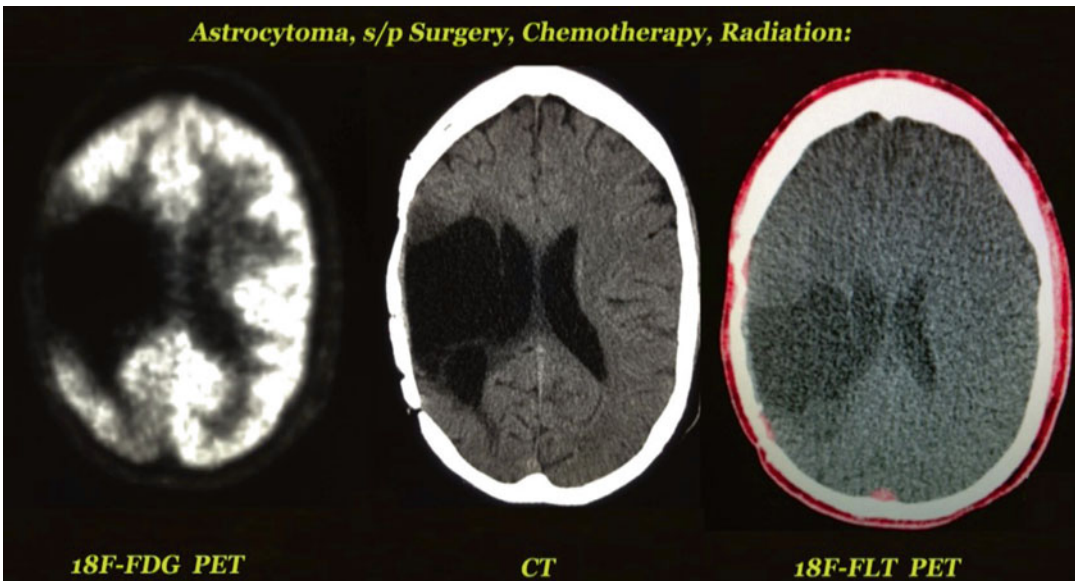 Astrocytoma, s/p Surgery, Chemotherapy, Radiation:
18F-FDG PET
CT
18F-FLT PET